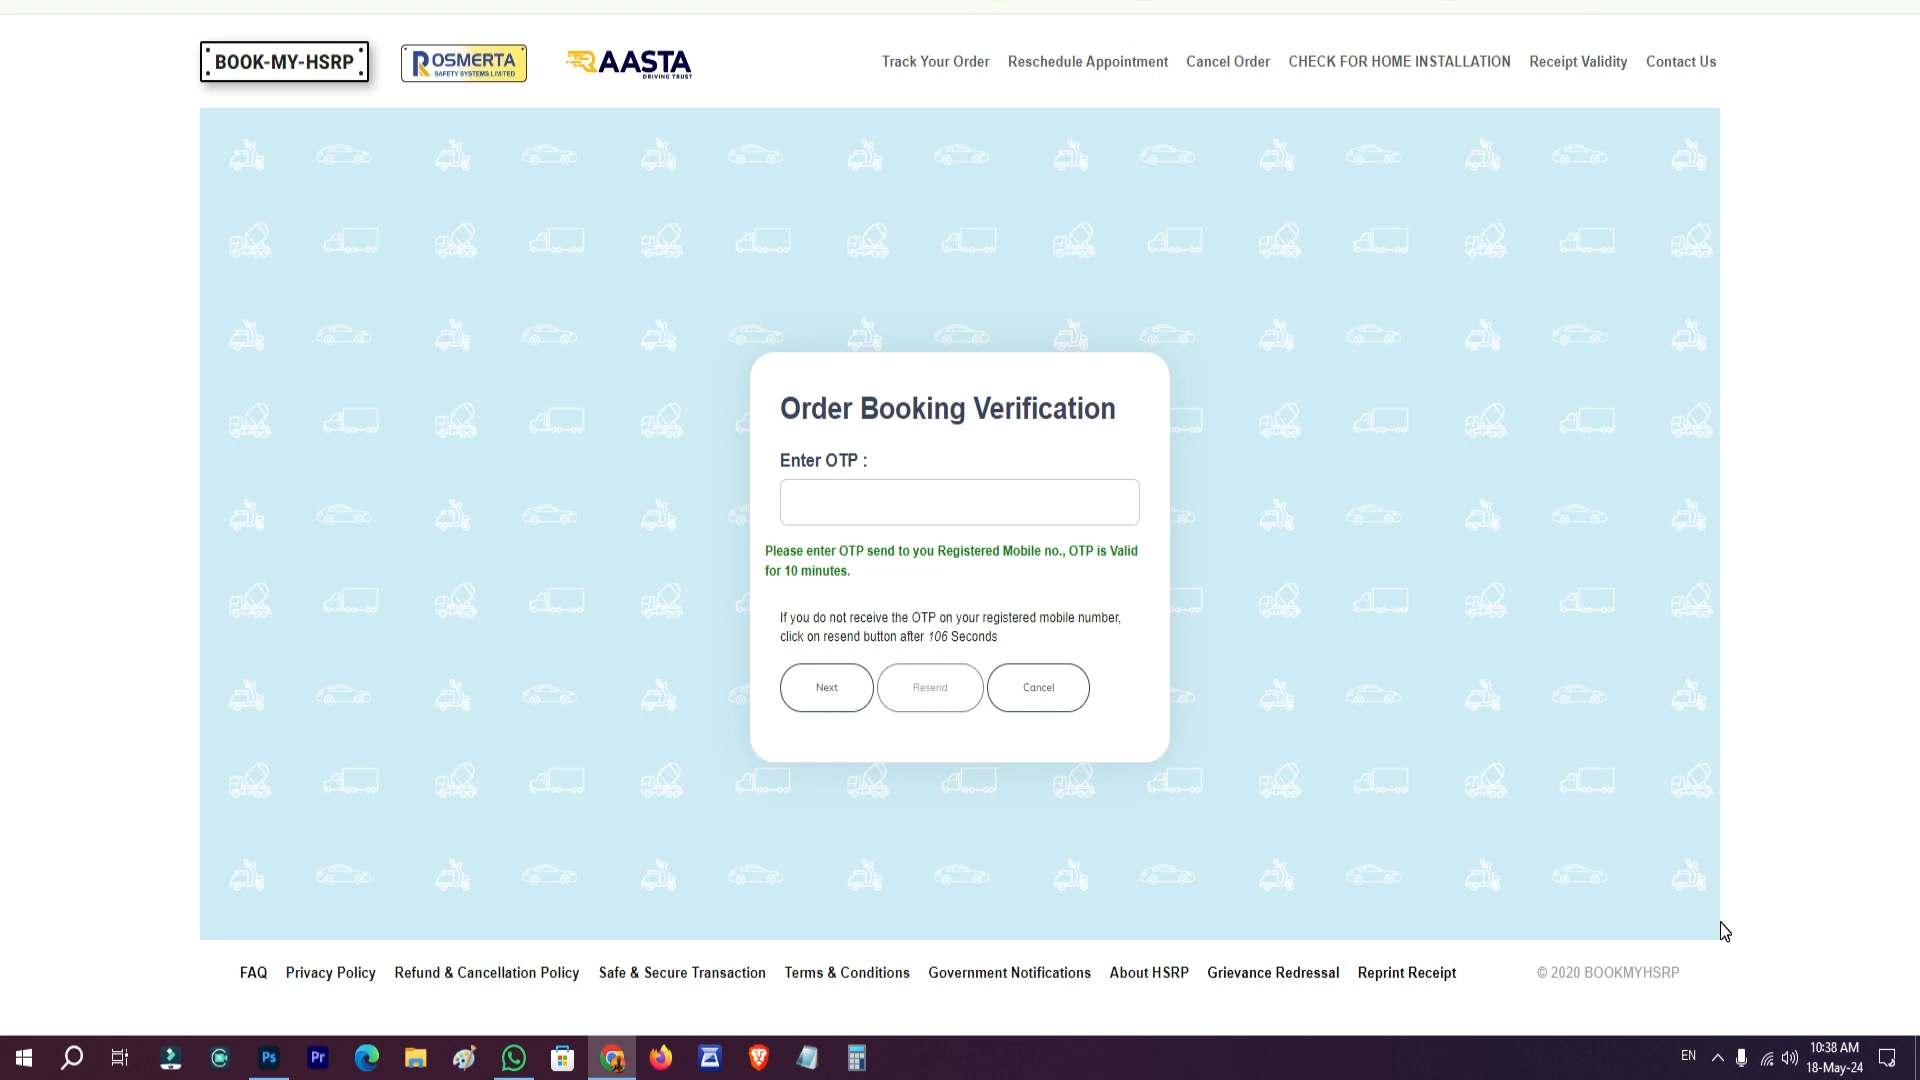 BOOK-MY-HSRP
ROSMERTA
SAFETY SYSTEMS LIMITED
RAASTA
DRIVING TRUST
Track Your Order Reschedule Appointment Cancel Order CHECK FOR HOME INSTALLATION Receipt Validity Contact Us
Order Booking Verification
Enter OTP :
Please enter OTP send to you Registered Mobile no., OTP is Valid
for 10 minutes.
If you do not receive the OTP on your registered mobile number,
click on resend button after 106 Seconds
Next Resend Cancel
FAQ Privacy Policy Refund & Cancellation Policy Safe & Secure Transaction Terms & Conditions Government Notifications About HSRP Grievance Redressal Reprint Receipt © 2020 BOOKMYHSRP
Ps Pr EN 10:38 AM
18-May-24